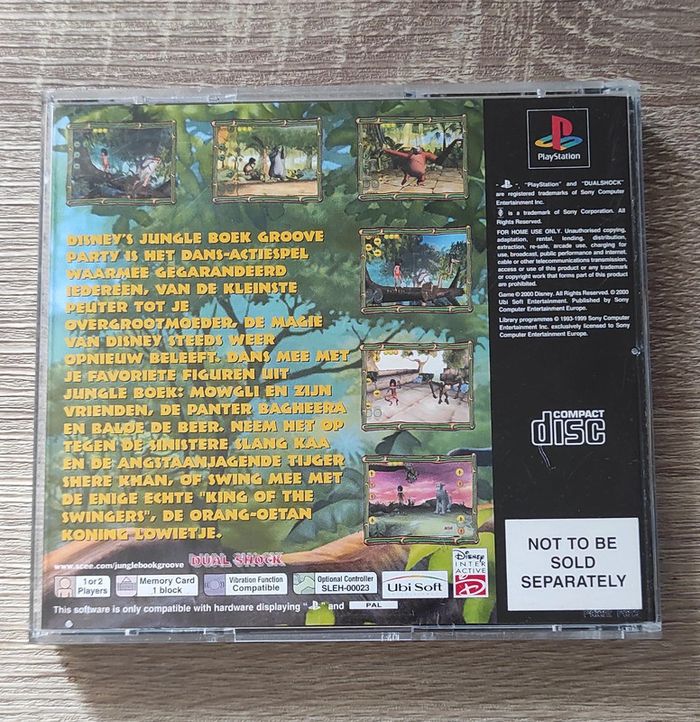 DISNEY'S JUNGLE BOEK GROOVE
PARTY IS HET DANS-ACTIESPEL
WAARMEE GEGARANDEERD
IEDEREEN, VAN DE KLEINSTE
PEUTER TOT JE
OVERGROOTMOEDER, DE MAGIE
VAN DISNEY STEEDS WEER
OPNIEUW BELEEFT. DANS MEE MET
JE FAVORIETE FIGUREN UIT
JUNGLE BOEK: MOWGLI EN ZIJN
VRIENDEN, DE PANTER BAGHEERA
EN BALOE DE BEER. NEEM HET OP
TEGEN DE SINISTERE SLANG KAA
EN DE ANGSTAANJAGENDE TIJGER
SHERE KHAN, OF SWING MEE MET
DE ENIGE ECHTE "KING OF THE
SWINGERS", DE ORANG-OETAN
KONING LOWIETJE.
www.scee.com/junglebookgroove
DUAL SHOCK
1 or 2
Players
Memory Card
1 block
Vibration Function
Compatible
Optional Controller
SLEH-00023
Ubi Soft
Disney
INTER
ACTIVE
This software is only compatible with hardware displaying " " and PAL
PlayStation
" ", "PlayStation" and "DUALSHOCK"
are registered trademarks of Sony Computer
Entertainment Inc.
is a trademark of Sony Corporation. All
Rights Reserved.
FOR HOME USE ONLY. Unauthorised copying,
adaptation, rental, lending, distribution,
extraction, re-sale, arcade use, charging for
use, broadcast, public performance and internet,
cable or other telecommunications transmission,
access or use of this product or any trademark
or copyright work that forms part of this product
are prohibited.
Game © 2000 Disney. All Rights Reserved. © 2000
Ubi Soft Entertainment. Published by Sony
Computer Entertainment Europe.
Library programmes © 1993-1999 Sony Computer
Entertainment Inc. exclusively licensed to Sony
Computer Entertainment Europe.
COMPACT
disc
NOT TO BE
SOLD
SEPARATELY